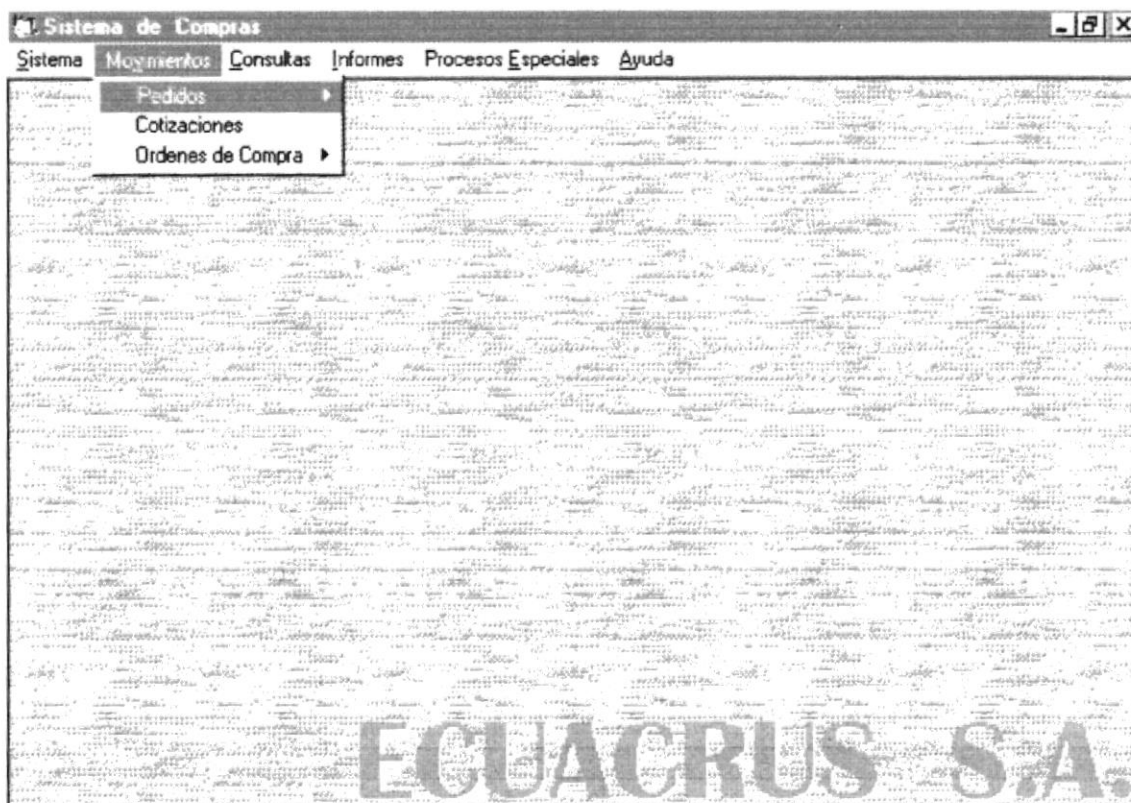 Sistema de Compras
Sistema Movimientos Consultas Informes Procesos Especiales Ayuda
Pedidos
Cotizaciones
Ordenes de Compra
ECUACRUS S.A.